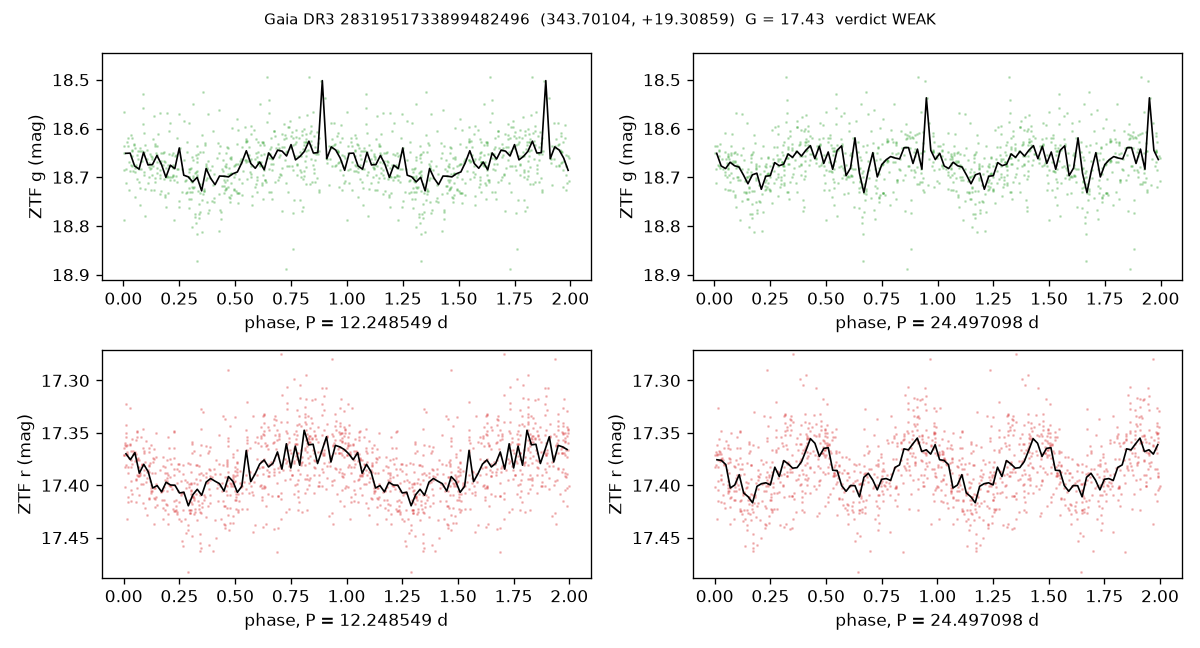 Gaia DR3 2831951733899482496 (343.70104, +19.30859) G = 17.43 verdict WEAK
ZTF g (mag)
18.5
18.6
18.7
18.8
18.9
0.00 0.25 0.50 0.75 1.00 1.25 1.50 1.75 2.00
phase, P = 12.248549 d
ZTF g (mag)
18.5
18.6
18.7
18.8
18.9
0.00 0.25 0.50 0.75 1.00 1.25 1.50 1.75 2.00
phase, P = 24.497098 d
ZTF r (mag)
17.30
17.35
17.40
17.45
0.00 0.25 0.50 0.75 1.00 1.25 1.50 1.75 2.00
phase, P = 12.248549 d
ZTF r (mag)
17.30
17.35
17.40
17.45
0.00 0.25 0.50 0.75 1.00 1.25 1.50 1.75 2.00
phase, P = 24.497098 d